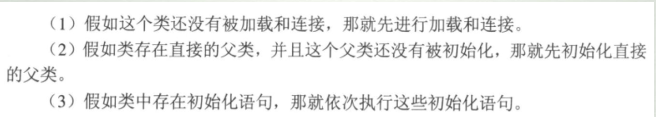 （1）假如这个类还没有被加载和连接，那就先进行加载和连接。
（2）假如类存在直接的父类，并且这个父类还没有被初始化，那就先初始化直接
的父类。
（3）假如类中存在初始化语句，那就依次执行这些初始化语句。